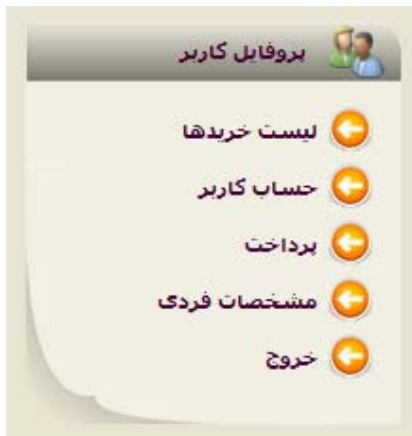 پروفایل کاربر
لیست خریدها
حساب کاربر
پرداخت
مشخصات فردی
خروج